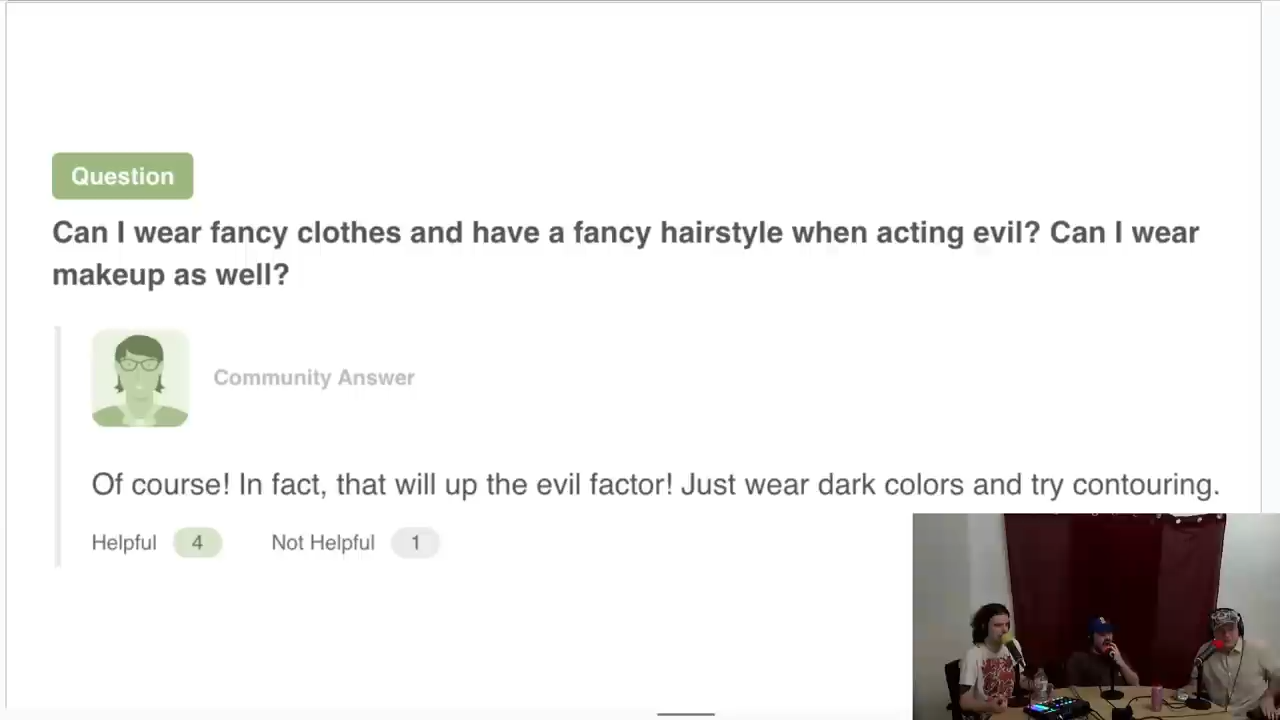 Question
Can I wear fancy clothes and have a fancy hairstyle when acting evil? Can I wear
makeup as well?
Community Answer
Of course! In fact, that will up the evil factor! Just wear dark colors and try contouring.
Helpful 4 Not Helpful 1